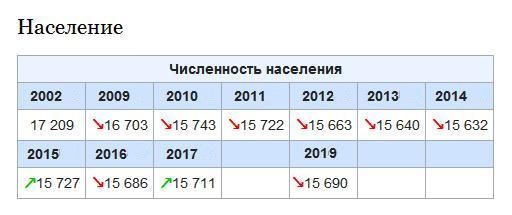 Население
Численность населения
2002 2009 2010 2011 2012 2013 2014
17 209 ↘16 703 ↘15 743 ↘15 722 ↘15 663 ↘15 640 ↘15 632
2015 2016 2017 2019
↗15 727 ↘15 686 ↗15 711 ↘15 690